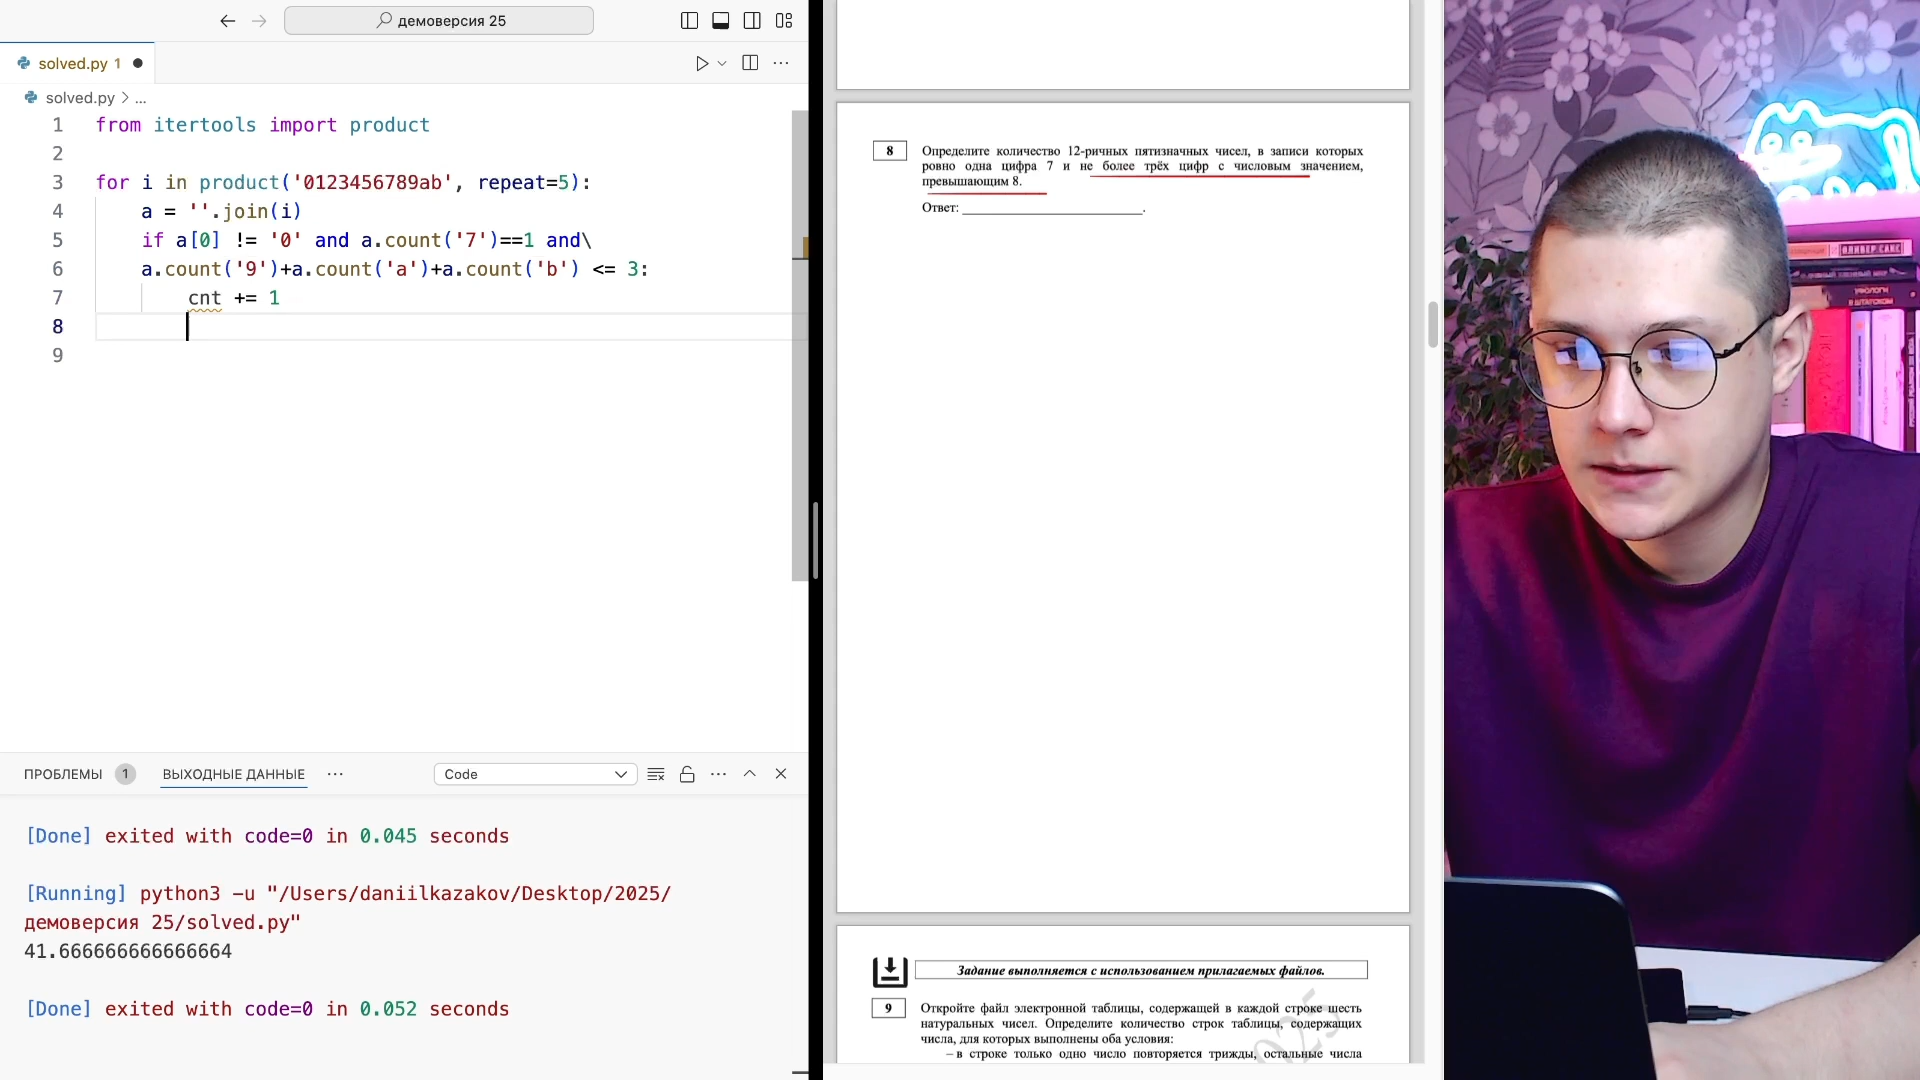 демоверсия 25
solved.py 1
solved.py > ...
1 from itertools import product
2
3 for i in product('0123456789ab', repeat=5):
4 a = ''.join(i)
5 if a[0] != '0' and a.count('7')==1 and\
6 a.count('9')+a.count('a')+a.count('b') <= 3:
7 cnt += 1
8
9
ПРОБЛЕМЫ 1 ВЫХОДНЫЕ ДАННЫЕ ... Code
[Done] exited with code=0 in 0.045 seconds
[Running] python3 -u "/Users/daniilkazakov/Desktop/2025/
демоверсия 25/solved.py"
41.666666666666664
[Done] exited with code=0 in 0.052 seconds
8 Определите количество 12-ричных пятизначных чисел, в записи которых
ровно одна цифра 7 и не более трёх цифр с числовым значением,
превышающим 8.
Ответ: ___________________________.
Задание выполняется с использованием прилагаемых файлов.
9 Откройте файл электронной таблицы, содержащей в каждой строке шесть
натуральных чисел. Определите количество строк таблицы, содержащих
числа, для которых выполнены оба условия:
– в строке только одно число повторяется трижды, остальные числа